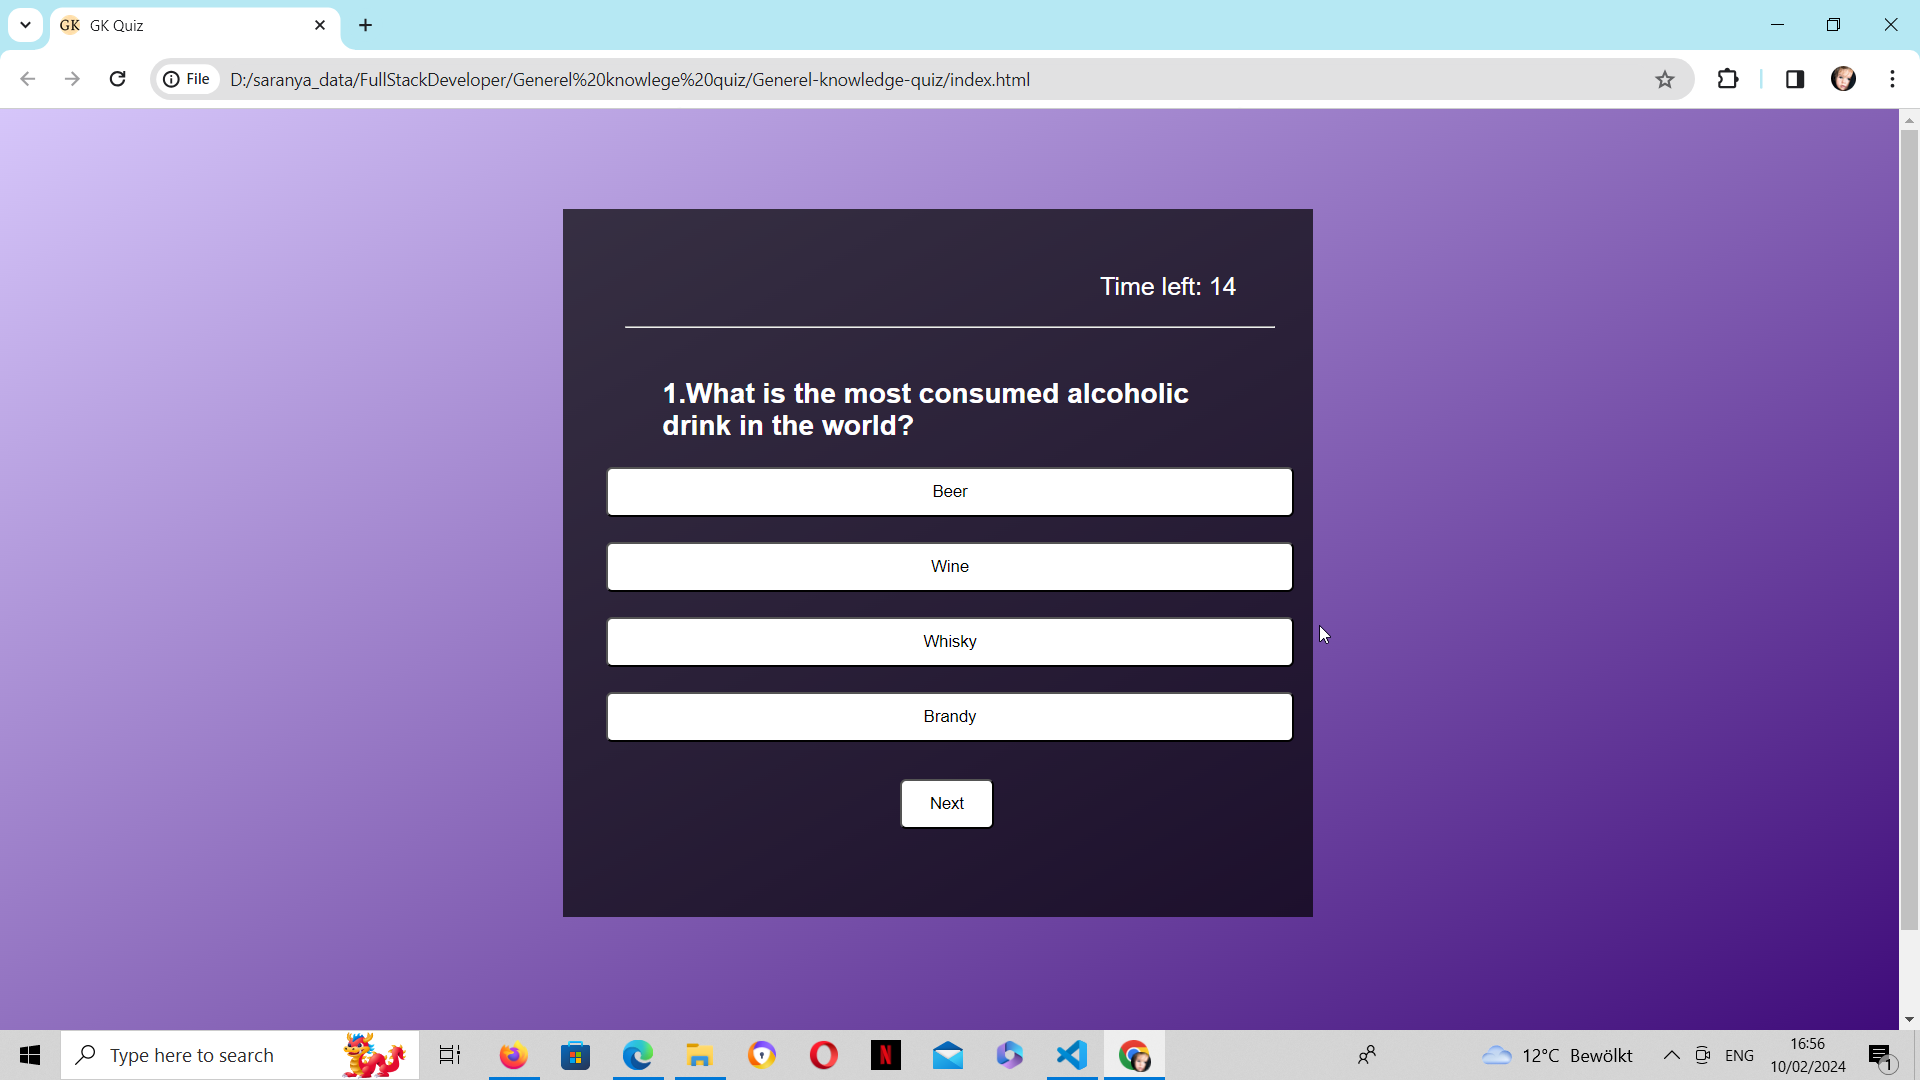 GK GK Quiz
File D:/saranya_data/FullStackDeveloper/Generel%20knowlege%20quiz/Generel-knowledge-quiz/index.html
Time left: 14
1.What is the most consumed alcoholic
drink in the world?
Beer
Wine
Whisky
Brandy
Next
Type here to search
N
12°C Bewölkt
ENG
16:56
10/02/2024
1